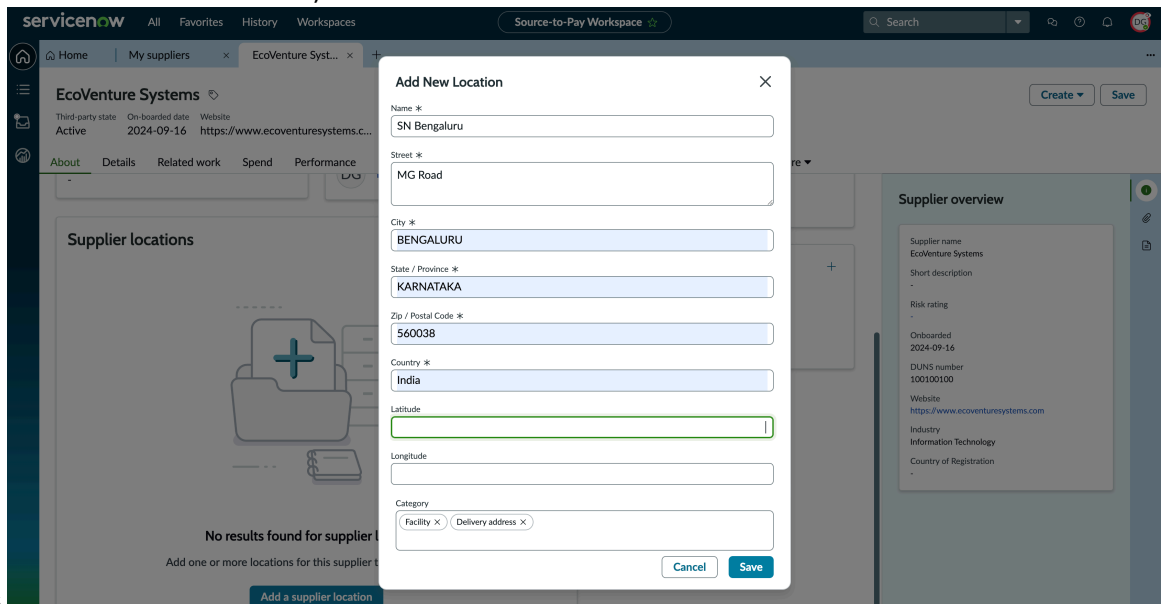 servicenow All Favorites History Workspaces Source-to-Pay Workspace Search DG
Home My suppliers × EcoVenture Syst... × +
EcoVenture Systems Create Save
Third-party state On-boarded date Website
Active 2024-09-16 https://www.ecoventuresystems.c...
About Details Related work Spend Performance
DG
-
Supplier locations
No results found for supplier l
Add one or more locations for this supplier t
Add a supplier location
Add New Location
Name *
SN Bengaluru
Street *
MG Road
City *
BENGALURU
State / Province *
KARNATAKA
Zip / Postal Code *
560038
Country *
India
Latitude
Longitude
Category
Facility × Delivery address ×
Cancel Save
re
+
Supplier overview
Supplier name
EcoVenture Systems
Short description
-
Risk rating
-
Onboarded
2024-09-16
DUNS number
100100100
Website
https://www.ecoventuresystems.com
Industry
Information Technology
Country of Registration
-